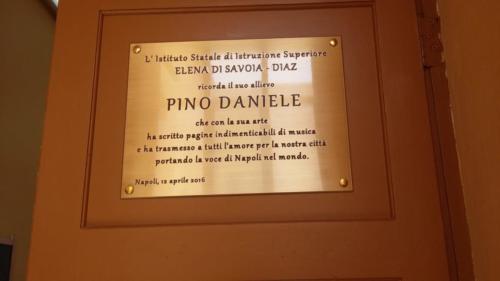 L' Istituto Statale di Istruzione Superiore
ELENA DI SAVOIA - DIAZ
ricorda il suo allievo
PINO DANIELE
che con la sua arte
ha scritto pagine indimenticabili di musica
e ha trasmesso a tutti l'amore per la nostra città
portando la voce di Napoli nel mondo.
Napoli, 12 aprile 2016